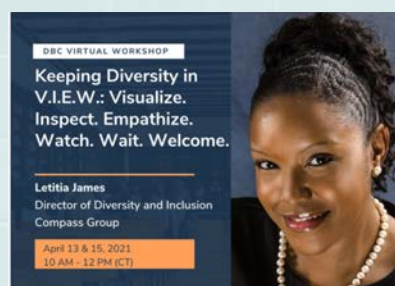 DBC VIRTUAL WORKSHOP
Keeping Diversity in
V.I.E.W.: Visualize.
Inspect. Empathize.
Watch. Wait. Welcome.
Letitia James
Director of Diversity and Inclusion
Compass Group
April 13 & 15, 2021
10 AM - 12 PM (CT)